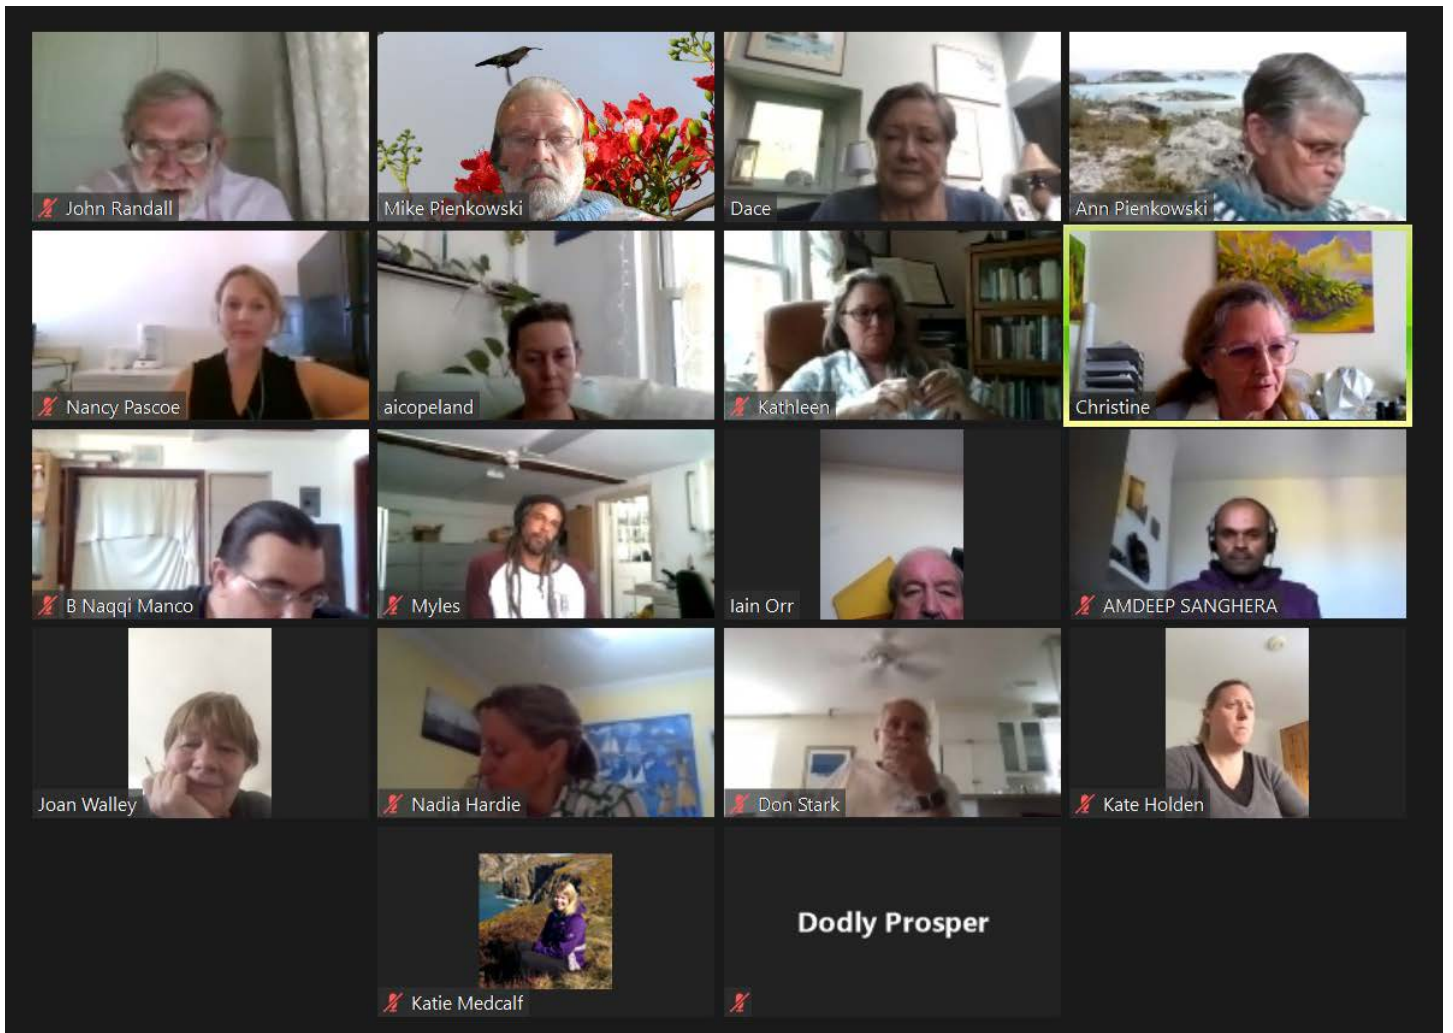 John Randall
Mike Pienkowski
Dace
Ann Pienkowski
Nancy Pascoe
aicopeland
Kathleen
Christine
B Naqqi Manco
Myles
Iain Orr
AMDEEP SANGHERA
Joan Walley
Nadia Hardie
Don Stark
Kate Holden
Katie Medcalf
Dodly Prosper